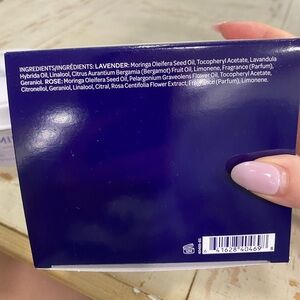 INGREDIENTS/INGRÉDIENTS: LAVENDER: Moringa Oleifera Seed Oil, Tocopheryl Acetate, Lavandula
Hybrida Oil, Linalool, Citrus Aurantium Bergamia (Bergamot) Fruit Oil, Limonene, Fragrance (Parfum),
Geraniol. ROSE: Moringa Oleifera Seed Oil, Pelargonium Graveolens Flower Oil, Tocopheryl Acetate,
Citronellol, Geraniol, Linalool, Citral, Rosa Centifolia Flower Extract, Fragrance (Parfum), Limonene.
41628 40469